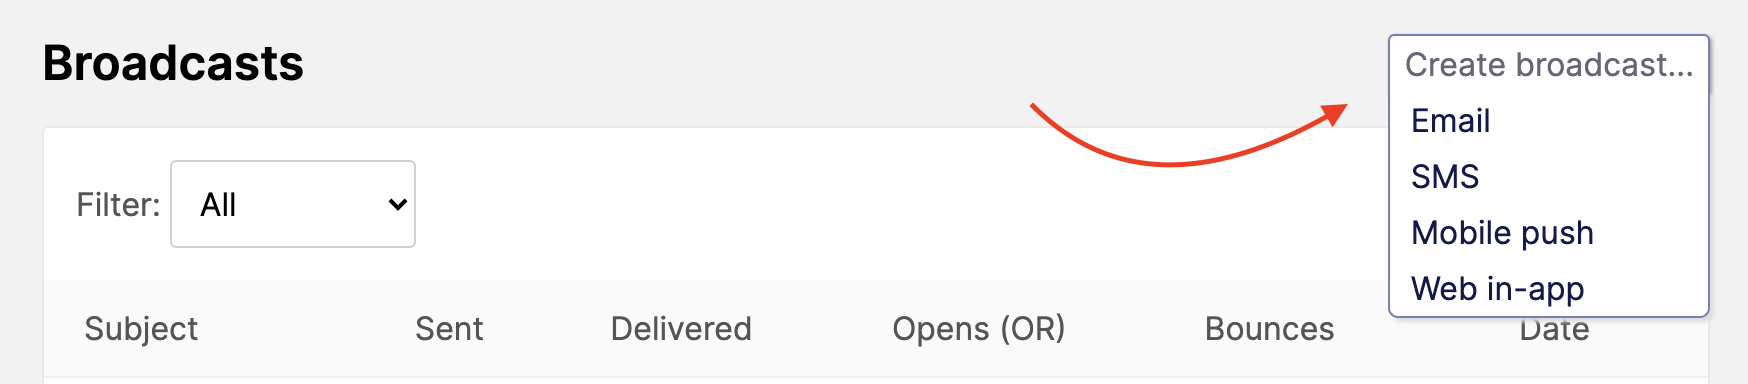 Broadcasts
Create broadcast...
Email
SMS
Mobile push
Web in-app
Filter: All
Subject Sent Delivered Opens (OR) Bounces Date